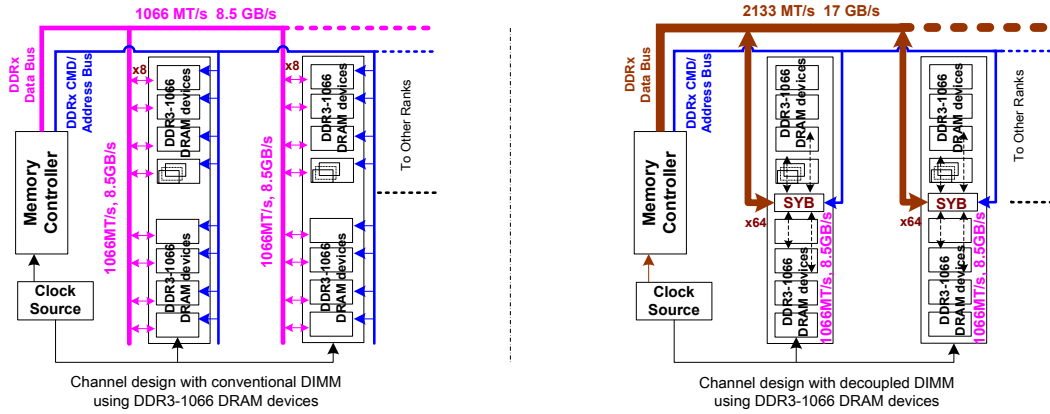 1066 MT/s  8.5 GB/s
DDRx
Data Bus
DDRx CMD/
Address Bus
x8
x8
DDR3-1066
DRAM devices
DDR3-1066
DRAM devices
To Other Ranks
Memory
Controller
1066MT/s, 8.5GB/s
1066MT/s, 8.5GB/s
DDR3-1066
DRAM devices
DDR3-1066
DRAM devices
Clock
Source
Channel design with conventional DIMM
using DDR3-1066 DRAM devices
2133 MT/s  17 GB/s
DDRx
Data Bus
DDRx CMD/
Address Bus
DDR3-1066
DRAM devices
DDR3-1066
DRAM devices
To Other Ranks
Memory
Controller
SYB
SYB
x64
x64
DDR3-1066
DRAM devices
1066MT/s, 8.5GB/s
DDR3-1066
DRAM devices
1066MT/s, 8.5GB/s
Clock
Source
Channel design with decoupled DIMM
using DDR3-1066 DRAM devices